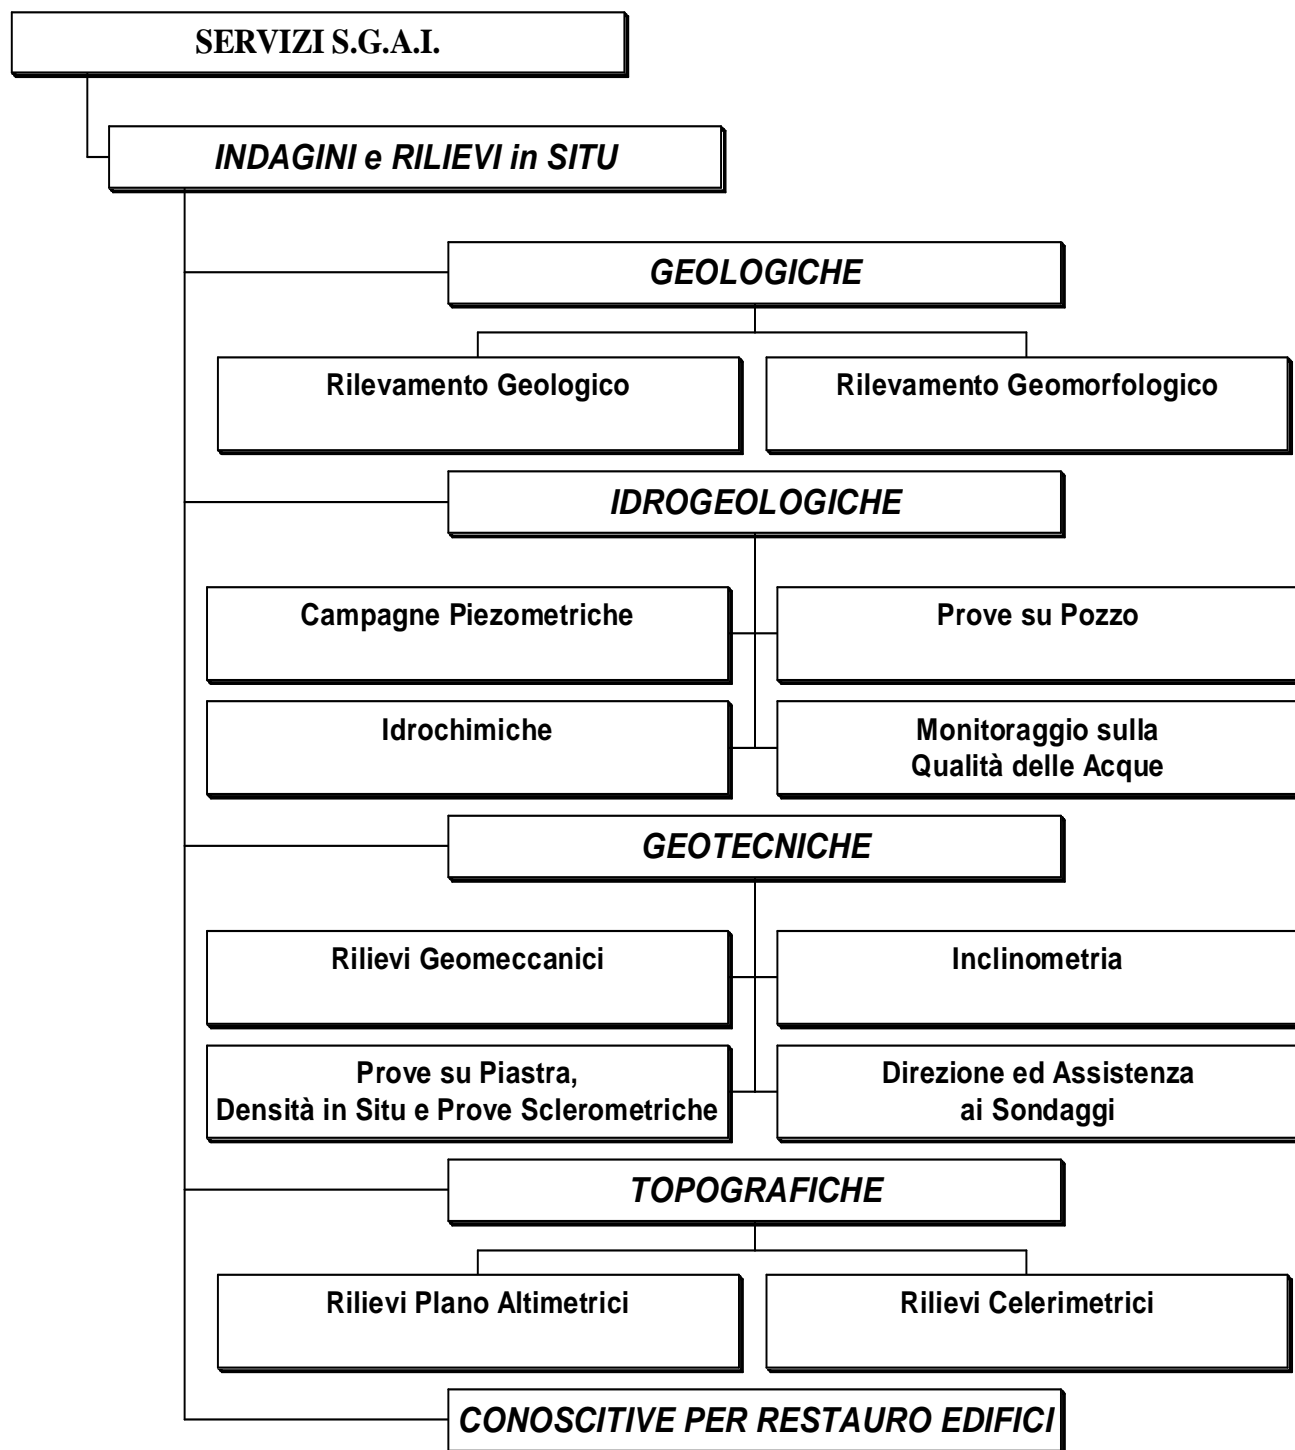 SERVIZI S.G.A.I.
INDAGINI e RILIEVI in SITU
GEOLOGICHE
Rilevamento Geologico
Rilevamento Geomorfologico
IDROGEOLOGICHE
Campagne Piezometriche
Prove su Pozzo
Idrochimiche
Monitoraggio sulla
Qualità delle Acque
GEOTECNICHE
Rilievi Geomeccanici
Inclinometria
Prove su Piastra,
Densità in Situ e Prove Sclerometriche
Direzione ed Assistenza
ai Sondaggi
TOPOGRAFICHE
Rilievi Plano Altimetrici
Rilievi Celerimetrici
CONOSCITIVE PER RESTAURO EDIFICI